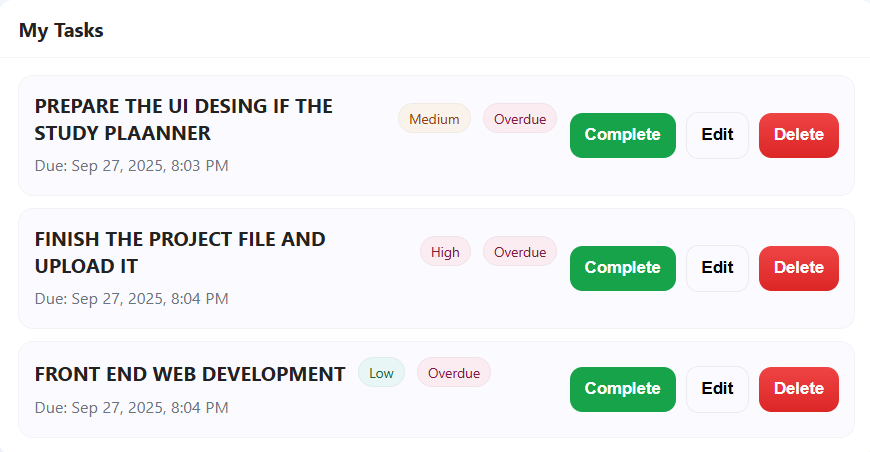 My Tasks
PREPARE THE UI DESING IF THE
STUDY PLAANNER
Medium
Overdue
Complete
Edit
Delete
Due: Sep 27, 2025, 8:03 PM
FINISH THE PROJECT FILE AND
UPLOAD IT
High
Overdue
Complete
Edit
Delete
Due: Sep 27, 2025, 8:04 PM
FRONT END WEB DEVELOPMENT
Low
Overdue
Complete
Edit
Delete
Due: Sep 27, 2025, 8:04 PM